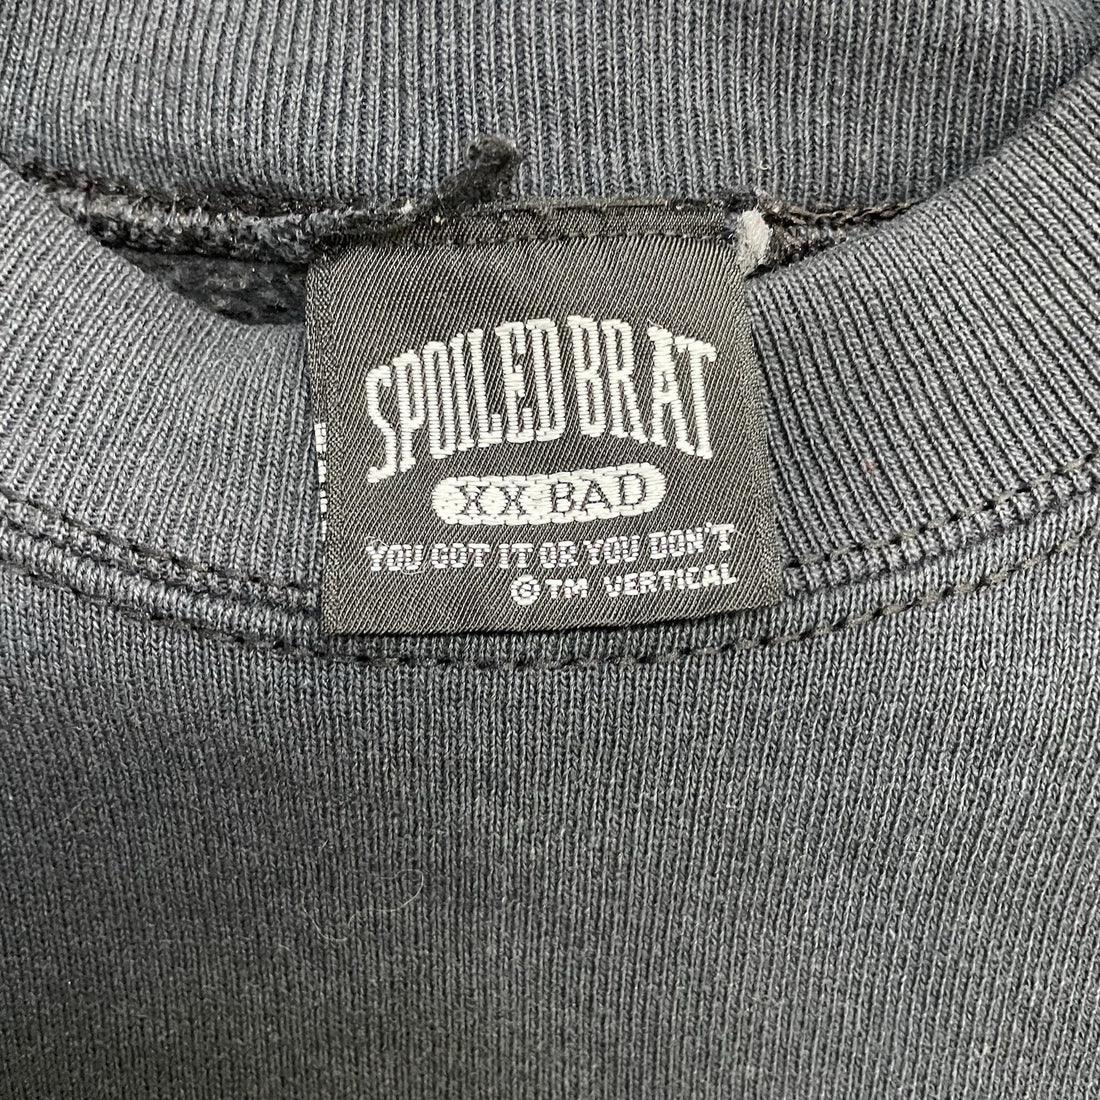 SPOILED BRAT
XX BAD
YOU GOT IT OR YOU DON'T
©TM VERTICAL